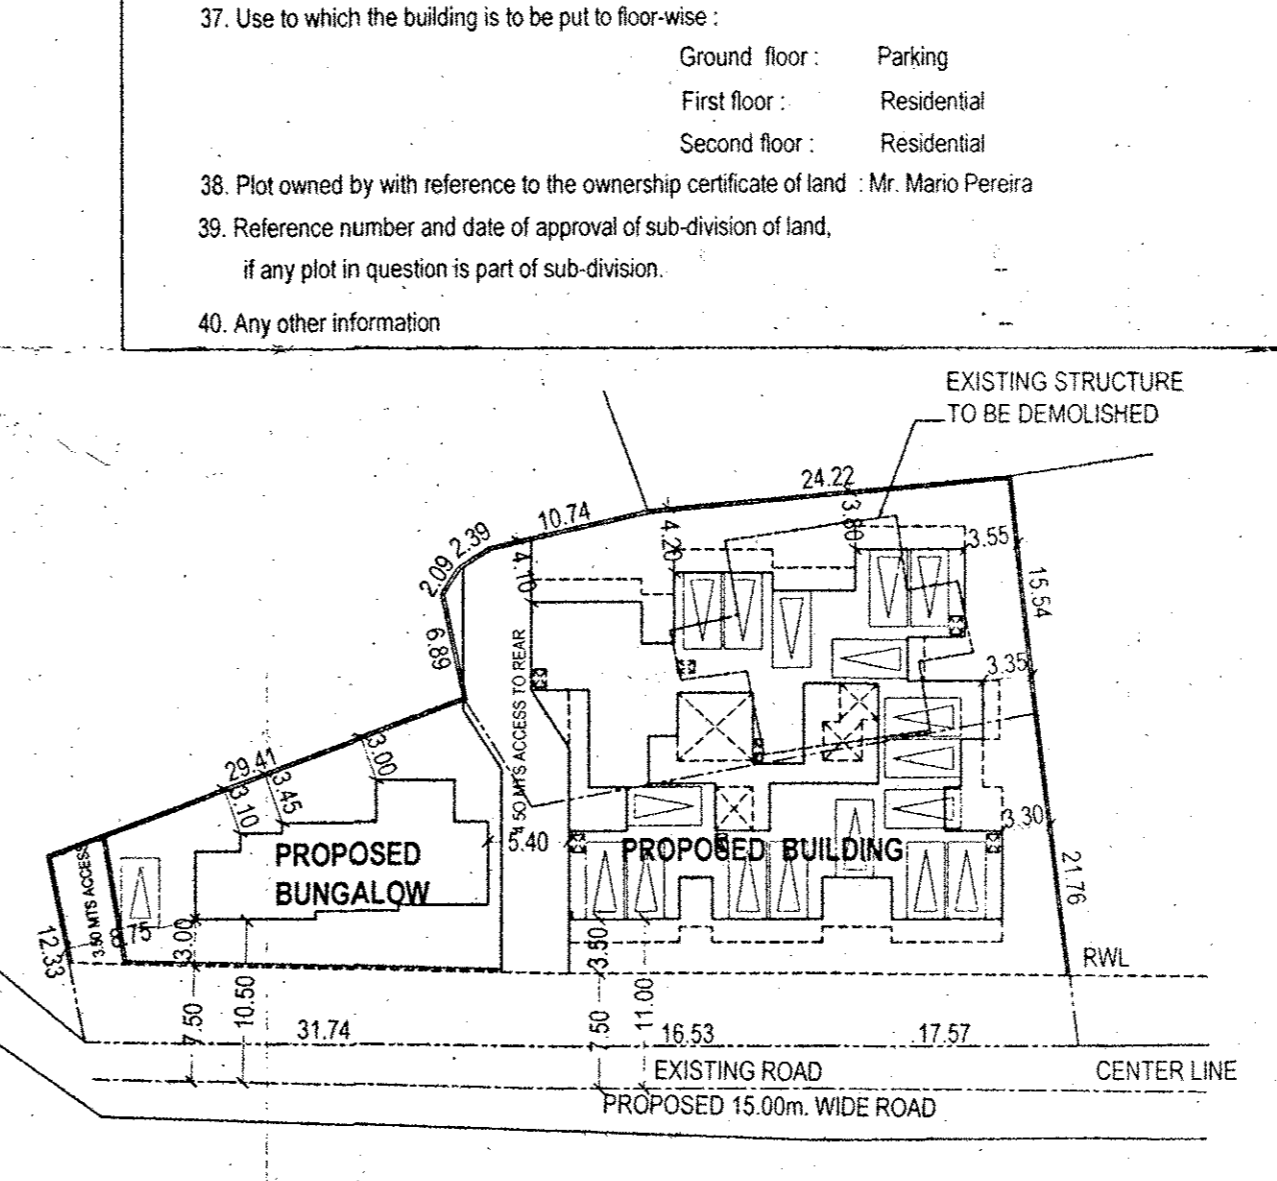 37. Use to which the building is to be put to floor-wise :
Ground floor : Parking
First floor : Residential
Second floor : Residential
38. Plot owned by with reference to the ownership certificate of land : Mr. Mario Pereira
39. Reference number and date of approval of sub-division of land,
if any plot in question is part of sub-division. --
40. Any other information --
EXISTING STRUCTURE
TO BE DEMOLISHED
24.22
10.74
2.39
2.09
6.89
4.10
4.20
3.80
3.55
15.54
3.35
3.30
21.76
4.50 MTS ACCESS TO REAR
29.41
3.00
3.45
3.10
5.40
PROPOSED
BUNGALOW
PROPOSED BUILDING
3.50 MTS ACCESS
12.33
8.75
3.00
3.50
RWL
7.50
10.50
31.74
7.50
11.00
16.53
17.57
EXISTING ROAD
CENTER LINE
PROPOSED 15.00m. WIDE ROAD